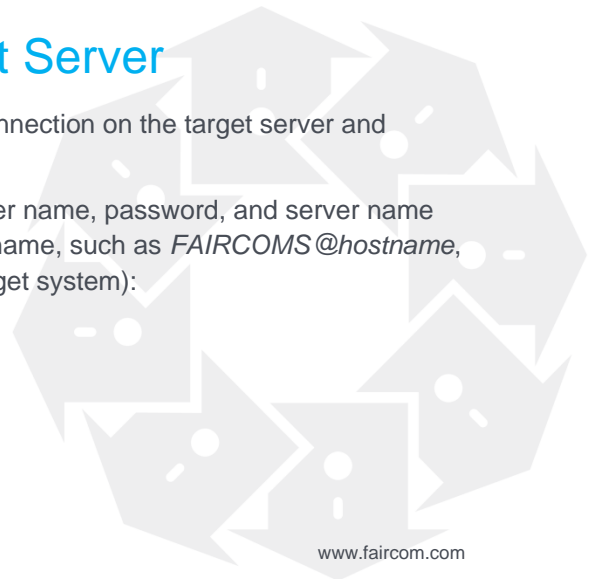 t Server
nnection on the target server and
er name, password, and server name
name, such as FAIRCOMS@hostname,
get system):
www.faircom.com